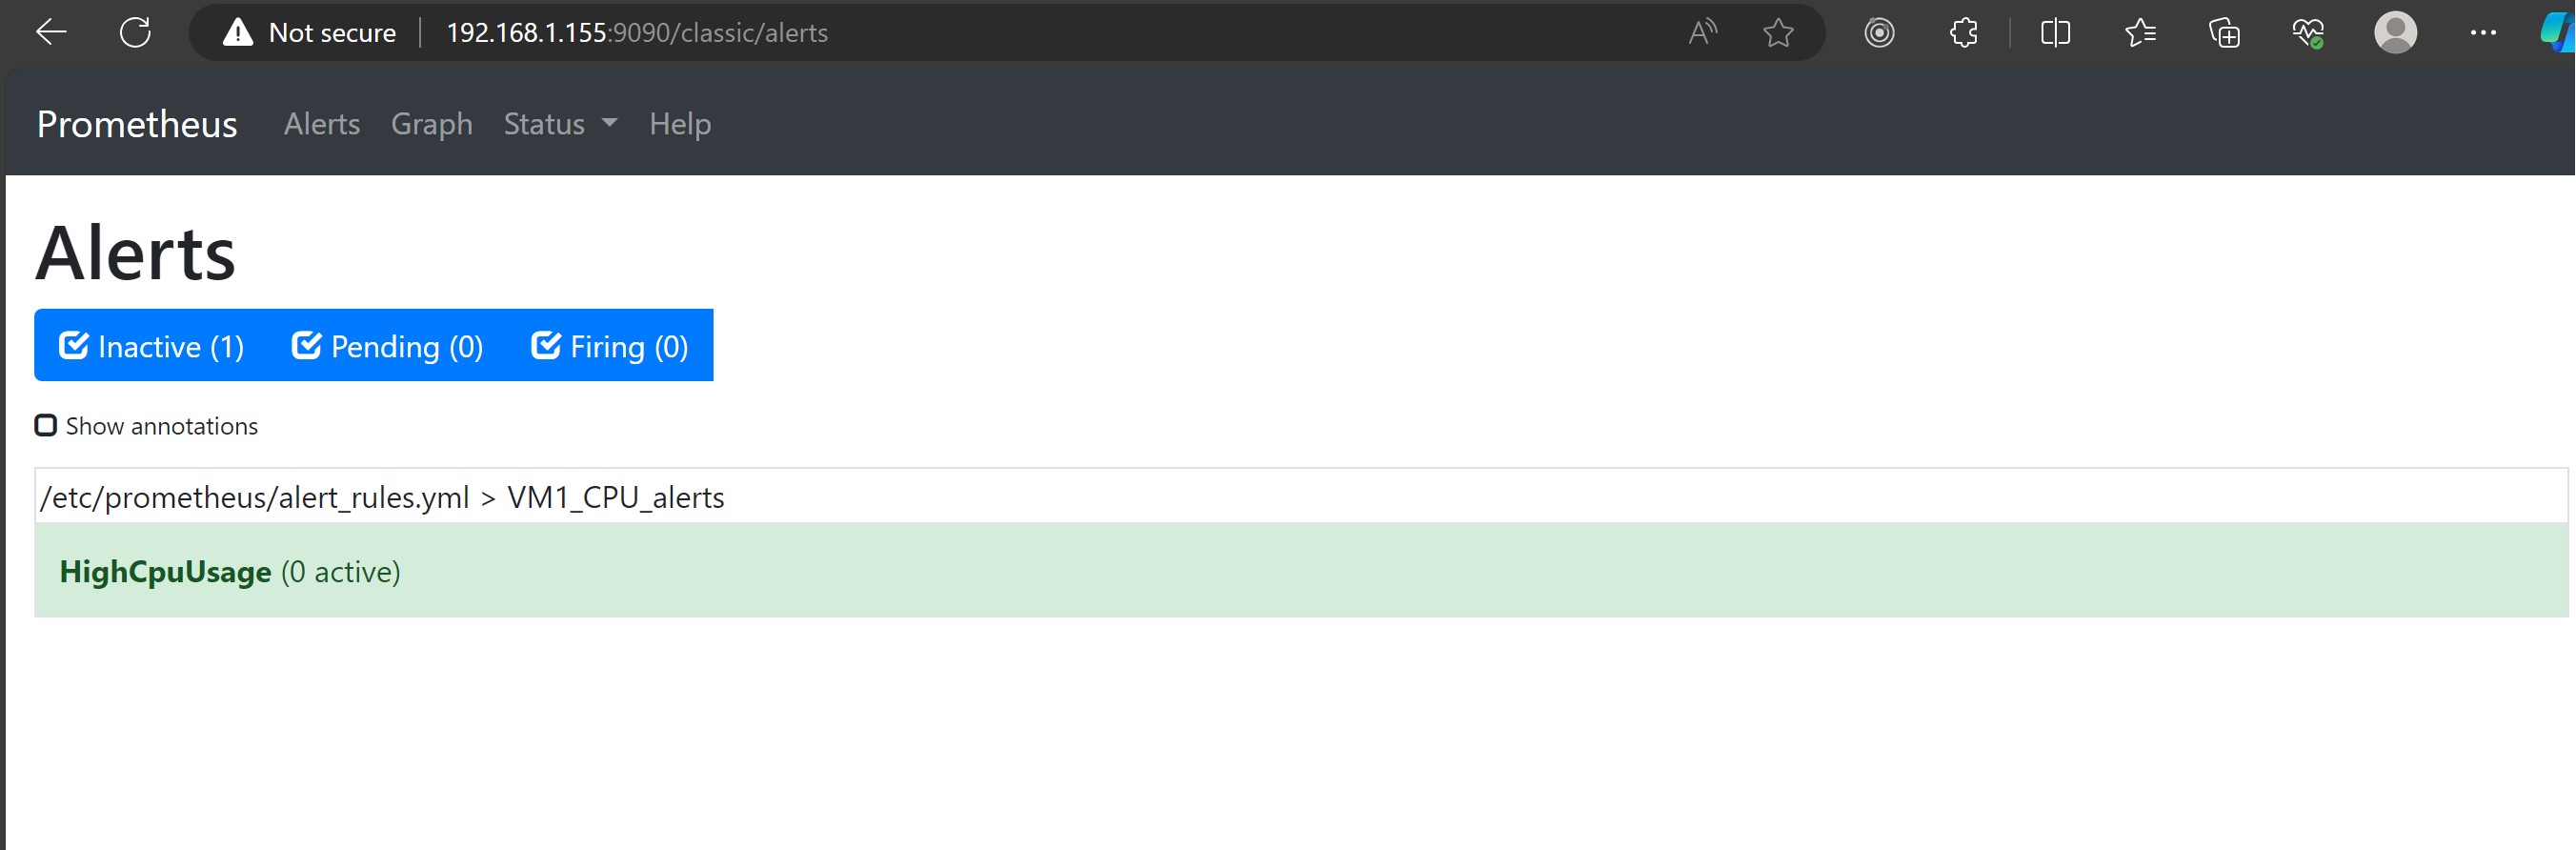 Not secure 192.168.1.155:9090/classic/alerts
Prometheus Alerts Graph Status Help
Alerts
Inactive (1) Pending (0) Firing (0)
Show annotations
/etc/prometheus/alert_rules.yml > VM1_CPU_alerts
HighCpuUsage (0 active)